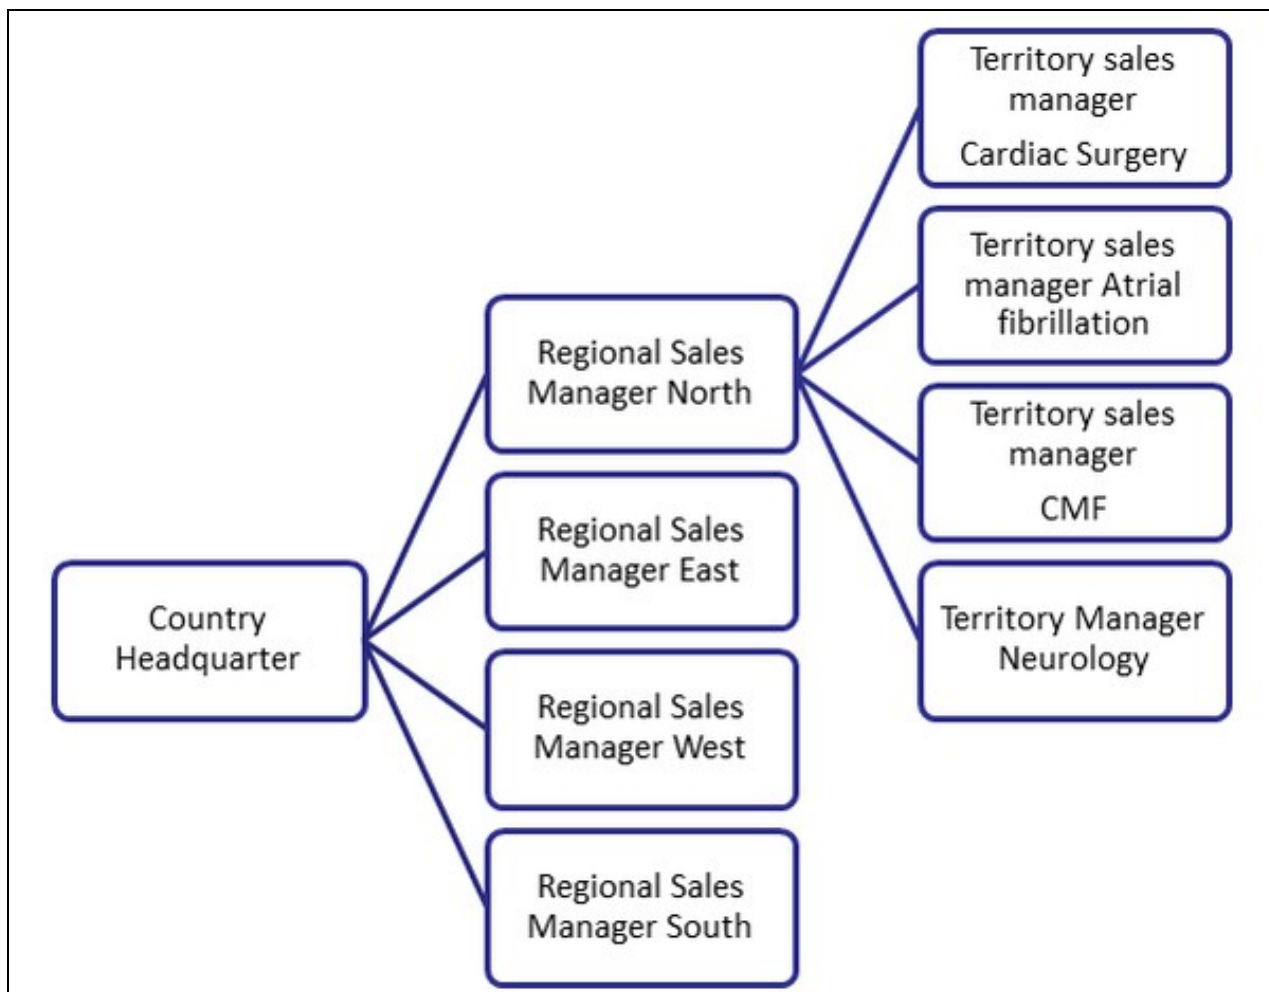 Country
Headquarter
Regional Sales
Manager North
Regional Sales
Manager East
Regional Sales
Manager West
Regional Sales
Manager South
Territory sales
manager
Cardiac Surgery
Territory sales
manager Atrial
fibrillation
Territory sales
manager
CMF
Territory Manager
Neurology